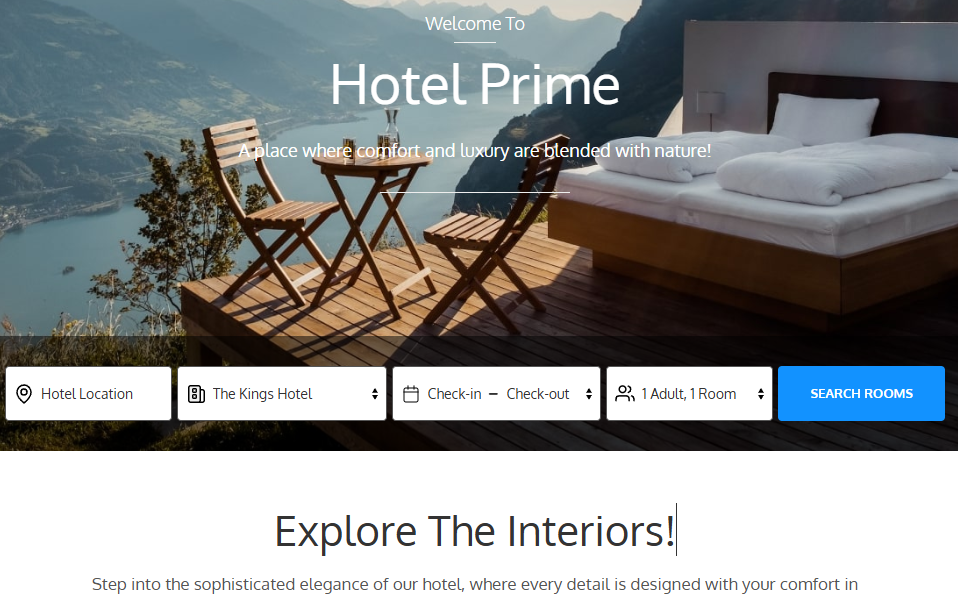 Welcome To
Hotel Prime
A place where comfort and luxury are blended with nature!
Hotel Location
The Kings Hotel
Check-in – Check-out
1 Adult, 1 Room
SEARCH ROOMS
Explore The Interiors!
Step into the sophisticated elegance of our hotel, where every detail is designed with your comfort in